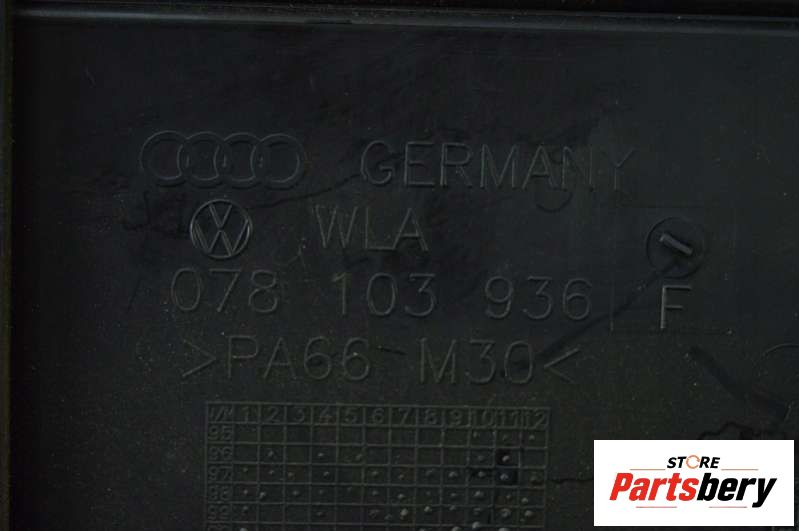 GERMANY
WLA
078 103 936 F
>PA66 M30<
J/M 1 2 3 4 5 6 7 8 9 10 11 12
95
96
97
98
99
STORE
Partsbery